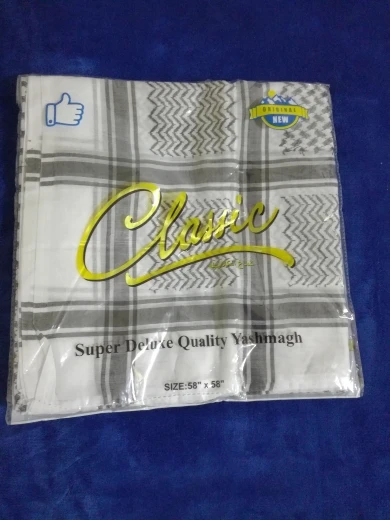 ORIGINAL
NEW
Classic
Super Deluxe Quality Yashmagh
SIZE:58" x 58"